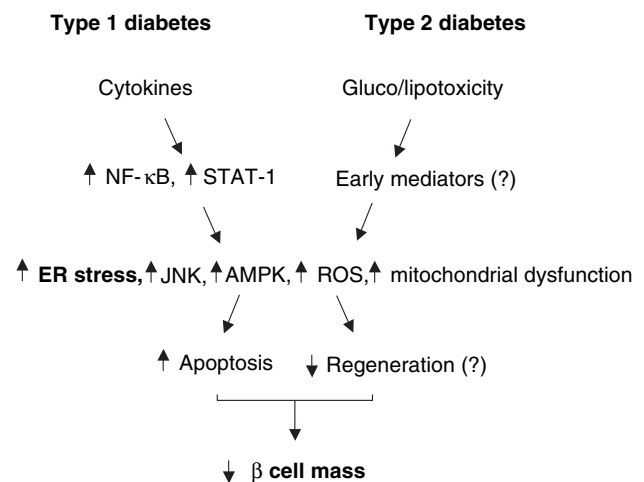 Type 1 diabetes Type 2 diabetes
Cytokines Gluco/lipotoxicity
↑ NF-κB, ↑ STAT-1 Early mediators (?)
↑ ER stress, ↑ JNK, ↑ AMPK, ↑ ROS, ↑ mitochondrial dysfunction
↑ Apoptosis ↓ Regeneration (?)
↓ β cell mass